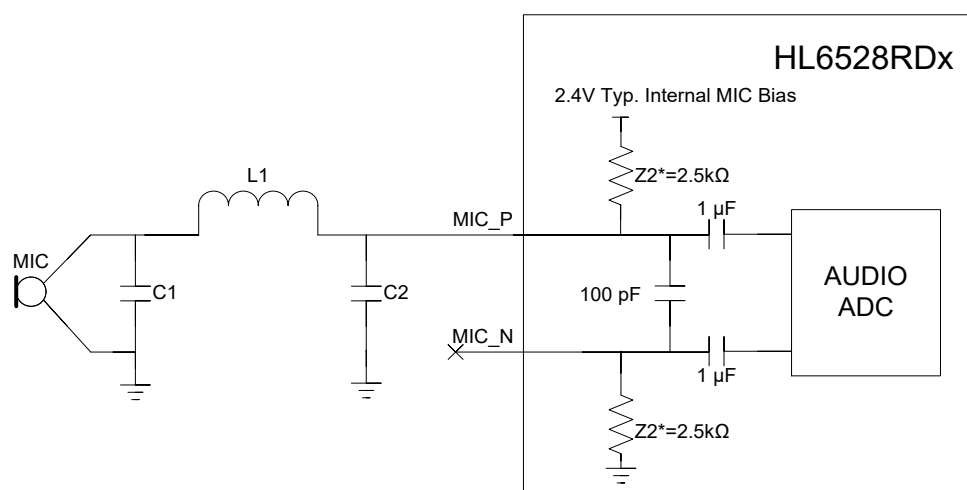 HL6528RDx
2.4V Typ. Internal MIC Bias
Z2*=2.5kΩ
L1
1 µF
MIC_P
MIC
C1
C2
100 pF
AUDIO
ADC
MIC_N
1 µF
Z2*=2.5kΩ